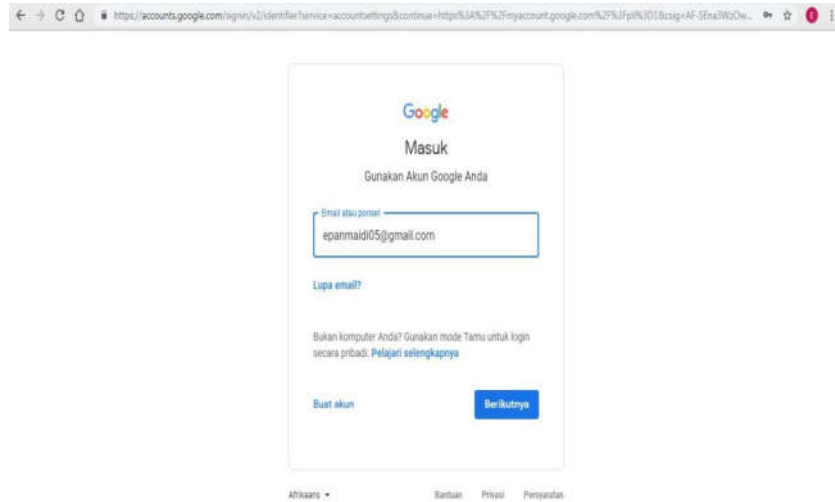 https://accounts.google.com/signin/v2/identifier?service=accountsettings&continue=https%3A%2F%2Fmyaccount.google.com%2F%3Fpli%3D1&csig=AF-SEna3WzOw...
E
Google
Masuk
Gunakan Akun Google Anda
Email atau ponsel
epanmaidi05@gmail.com
Lupa email?
Bukan komputer Anda? Gunakan mode Tamu untuk login
secara pribadi. Pelajari selengkapnya
Buat akun
Berikutnya
Afrikaans
Bantuan
Privasi
Persyaratan